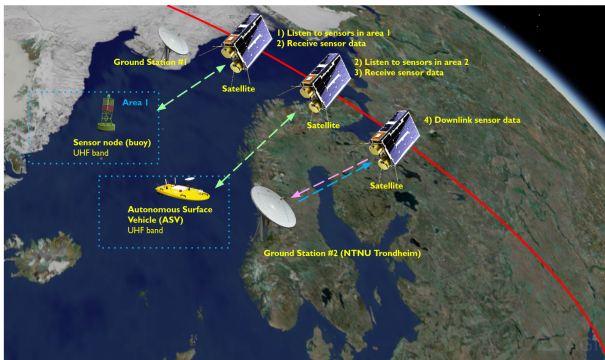 1) Listen to sensors in area 1
2) Receive sensor data
Ground Station #1
2) Listen to sensors in area 2
3) Receive sensor data
Satellite
Area 1
4) Downlink sensor data
Satellite
Sensor node (buoy)
UHF band
Satellite
Autonomous Surface
Vehicle (ASV)
UHF band
Ground Station #2 (NTNU Trondheim)